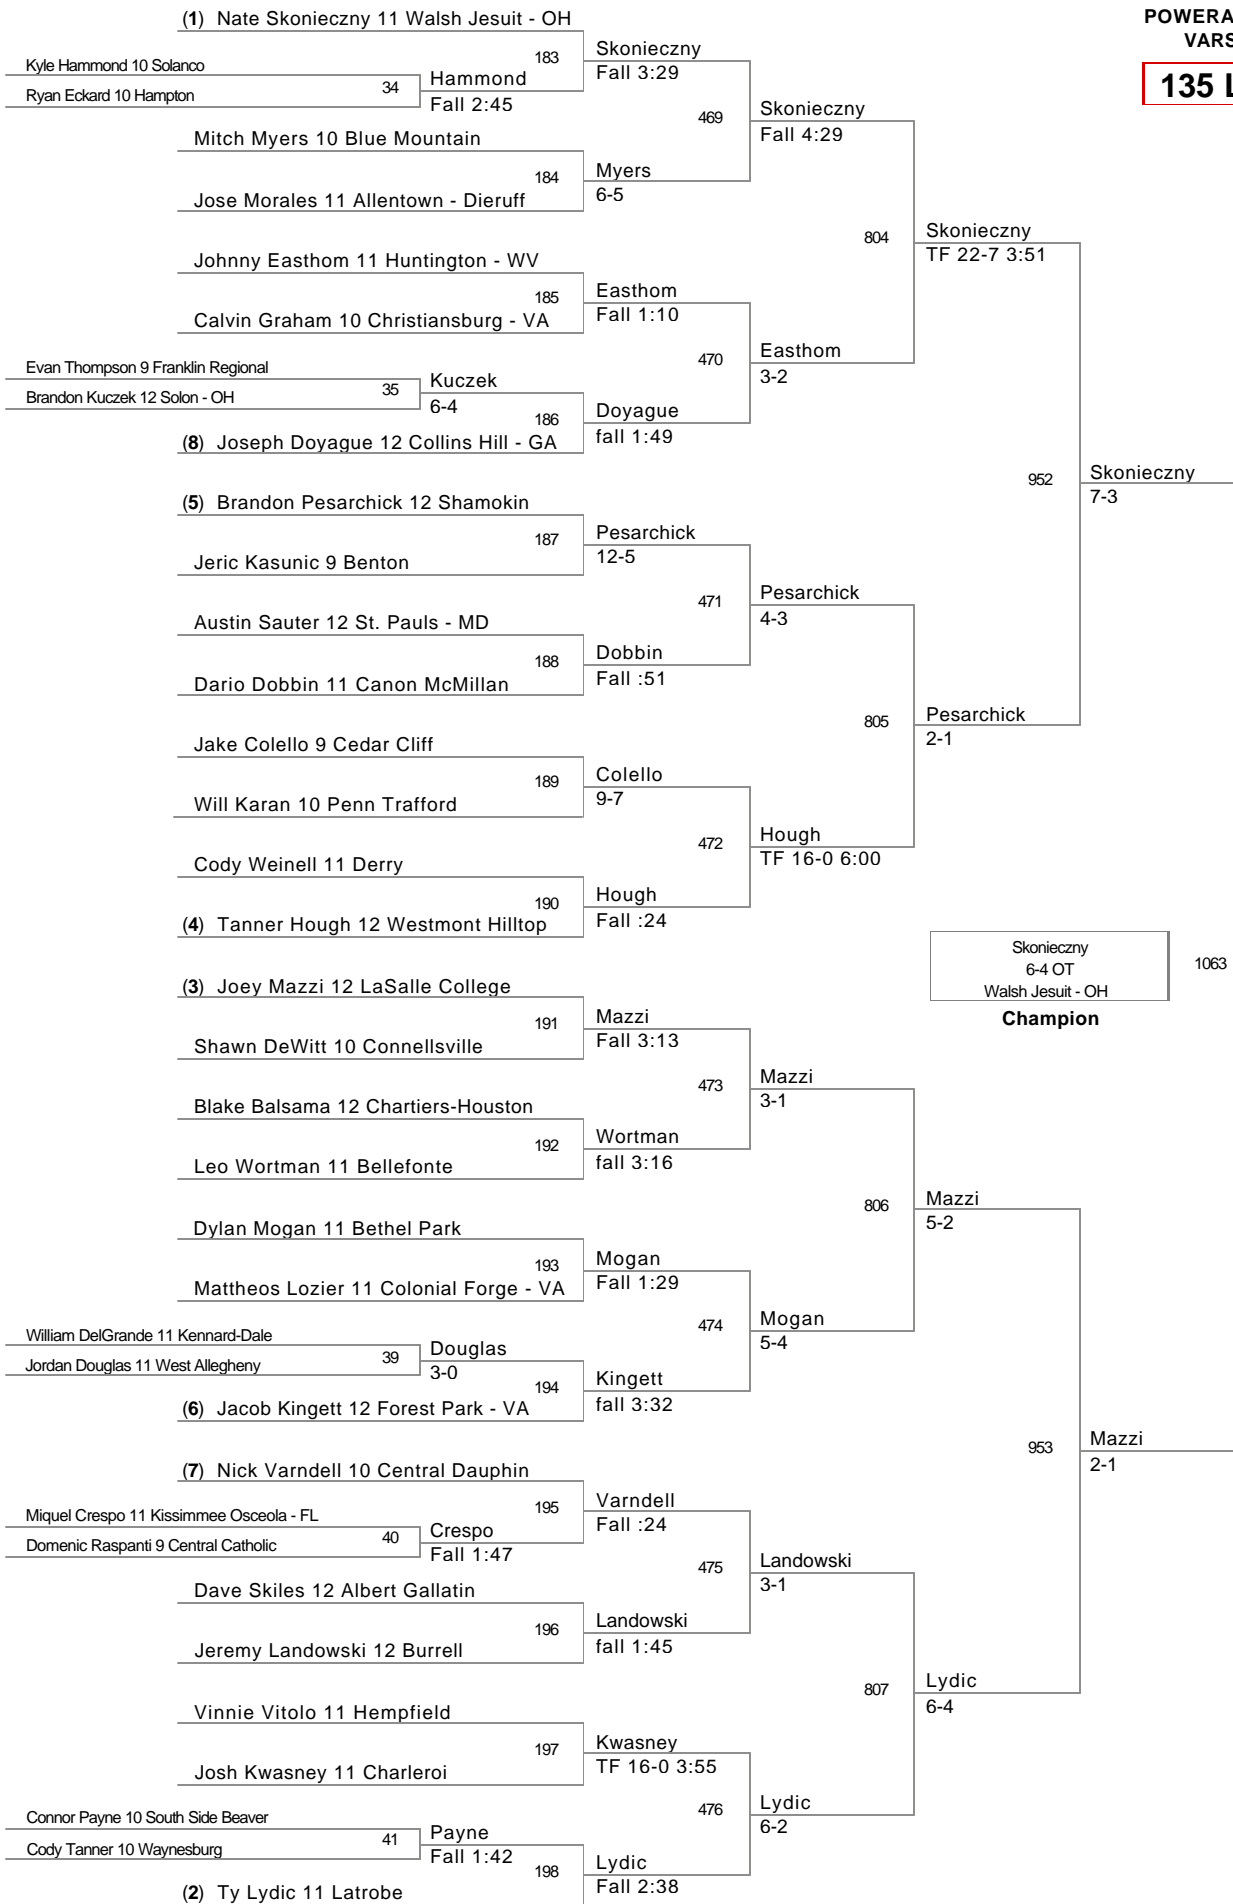 (1) Nate Skonieczny 11 Walsh Jesuit - OH
POWERA
VARS
135 L
183
Skonieczny
Fall 3:29
Kyle Hammond 10 Solanco
34
Hammond
Fall 2:45
Ryan Eckard 10 Hampton
469
Skonieczny
Fall 4:29
Mitch Myers 10 Blue Mountain
184
Myers
6-5
Jose Morales 11 Allentown - Dieruff
804
Skonieczny
TF 22-7 3:51
Johnny Easthom 11 Huntington - WV
185
Easthom
Fall 1:10
Calvin Graham 10 Christiansburg - VA
470
Easthom
3-2
Evan Thompson 9 Franklin Regional
35
Kuczek
6-4
Brandon Kuczek 12 Solon - OH
186
Doyague
fall 1:49
(8) Joseph Doyague 12 Collins Hill - GA
952
Skonieczny
7-3
(5) Brandon Pesarchick 12 Shamokin
187
Pesarchick
12-5
Jeric Kasunic 9 Benton
471
Pesarchick
4-3
Austin Sauter 12 St. Pauls - MD
188
Dobbin
Fall :51
Dario Dobbin 11 Canon McMillan
805
Pesarchick
2-1
Jake Colello 9 Cedar Cliff
189
Colello
9-7
Will Karan 10 Penn Trafford
472
Hough
TF 16-0 6:00
Cody Weinell 11 Derry
190
Hough
Fall :24
(4) Tanner Hough 12 Westmont Hilltop
Skonieczny
6-4 OT
Walsh Jesuit - OH
1063
Champion
(3) Joey Mazzi 12 LaSalle College
191
Mazzi
Fall 3:13
Shawn DeWitt 10 Connellsville
473
Mazzi
3-1
Blake Balsama 12 Chartiers-Houston
192
Wortman
fall 3:16
Leo Wortman 11 Bellefonte
806
Mazzi
5-2
Dylan Mogan 11 Bethel Park
193
Mogan
Fall 1:29
Mattheos Lozier 11 Colonial Forge - VA
474
Mogan
5-4
William DelGrande 11 Kennard-Dale
39
Douglas
3-0
Jordan Douglas 11 West Allegheny
194
Kingett
fall 3:32
(6) Jacob Kingett 12 Forest Park - VA
953
Mazzi
2-1
(7) Nick Varndell 10 Central Dauphin
195
Varndell
Fall :24
Miquel Crespo 11 Kissimmee Osceola - FL
40
Crespo
Fall 1:47
Domenic Raspanti 9 Central Catholic
475
Landowski
3-1
Dave Skiles 12 Albert Gallatin
196
Landowski
fall 1:45
Jeremy Landowski 12 Burrell
807
Lydic
6-4
Vinnie Vitolo 11 Hempfield
197
Kwasney
TF 16-0 3:55
Josh Kwasney 11 Charleroi
476
Lydic
6-2
Connor Payne 10 South Side Beaver
41
Payne
Fall 1:42
Cody Tanner 10 Waynesburg
198
Lydic
Fall 2:38
(2) Ty Lydic 11 Latrobe